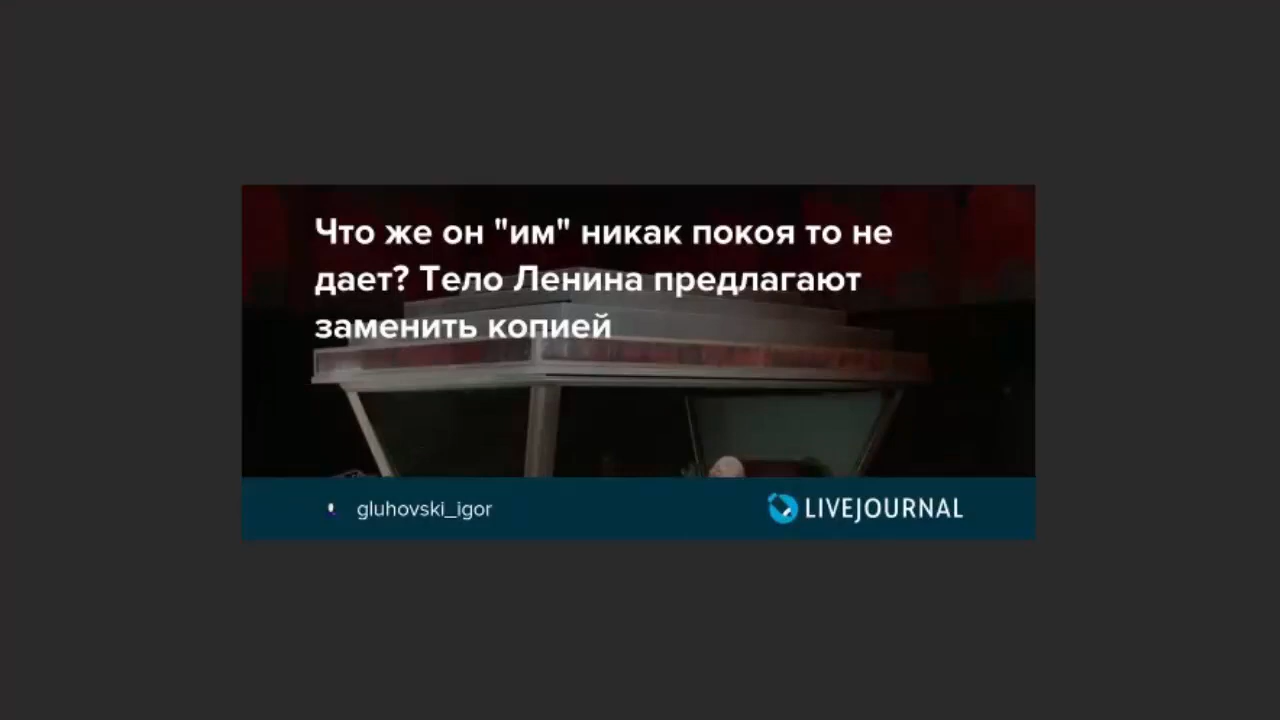 Что же он "им" никак покоя то не
дает? Тело Ленина предлагают
заменить копией
gluhovski_igor
LIVEJOURNAL